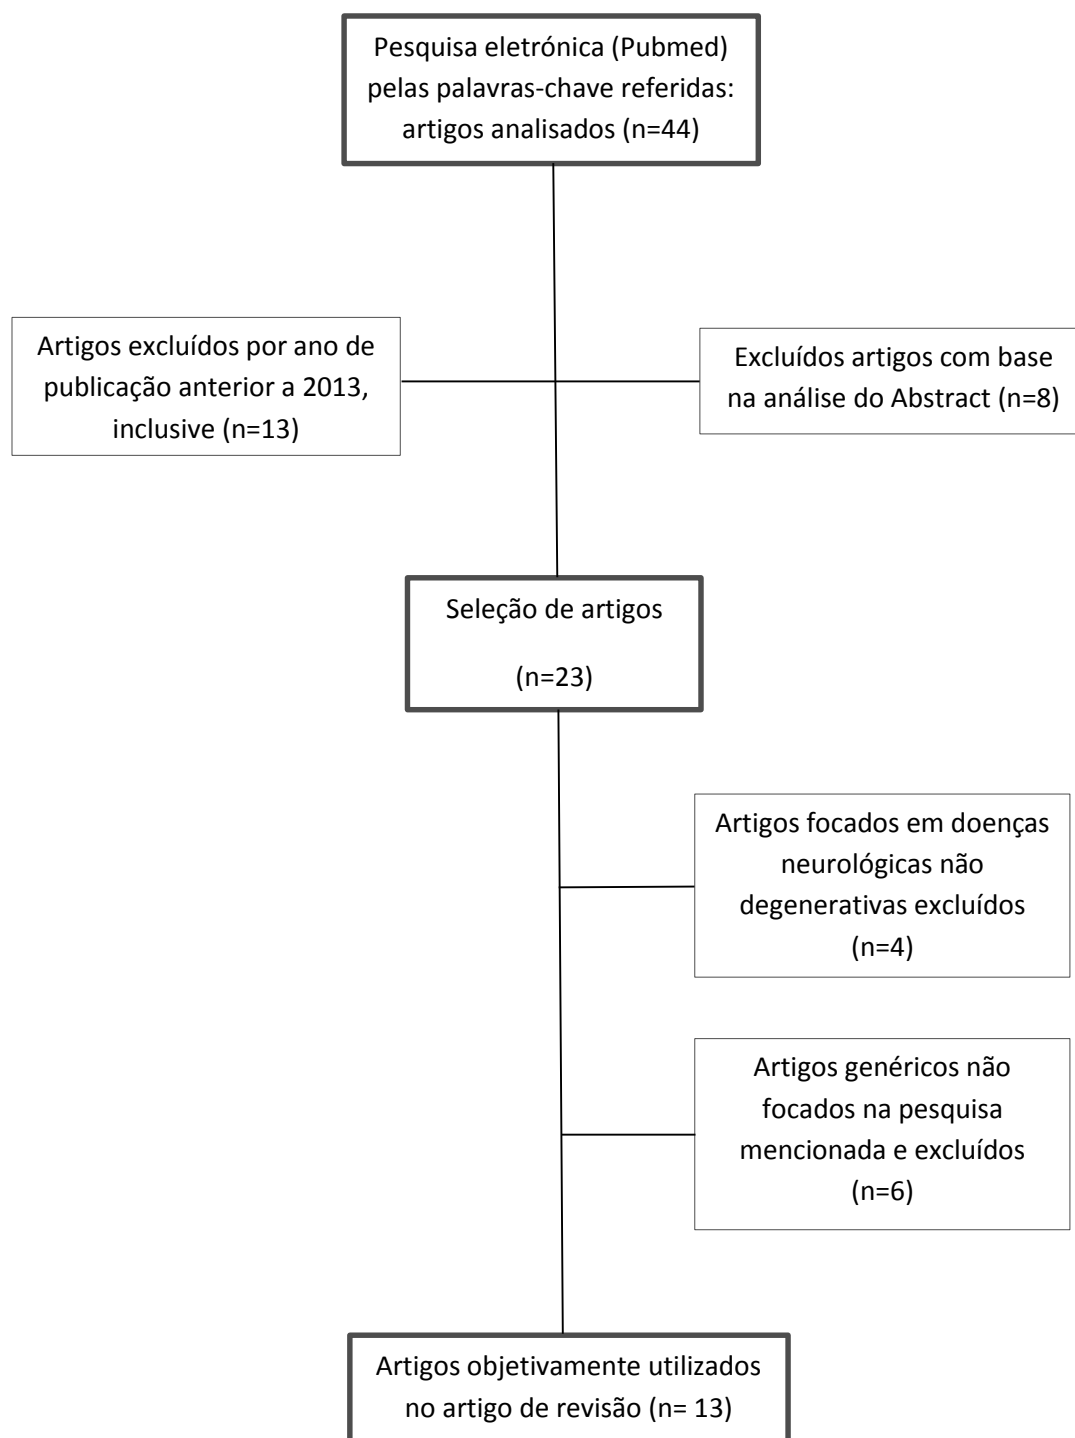 Pesquisa eletrónica (Pubmed)
pelas palavras-chave referidas:
artigos analisados (n=44)
Artigos excluídos por ano de
publicação anterior a 2013,
inclusive (n=13)
Excluídos artigos com base
na análise do Abstract (n=8)
Seleção de artigos
(n=23)
Artigos focados em doenças
neurológicas não
degenerativas excluídos
(n=4)
Artigos genéricos não
focados na pesquisa
mencionada e excluídos
(n=6)
Artigos objetivamente utilizados
no artigo de revisão (n= 13)